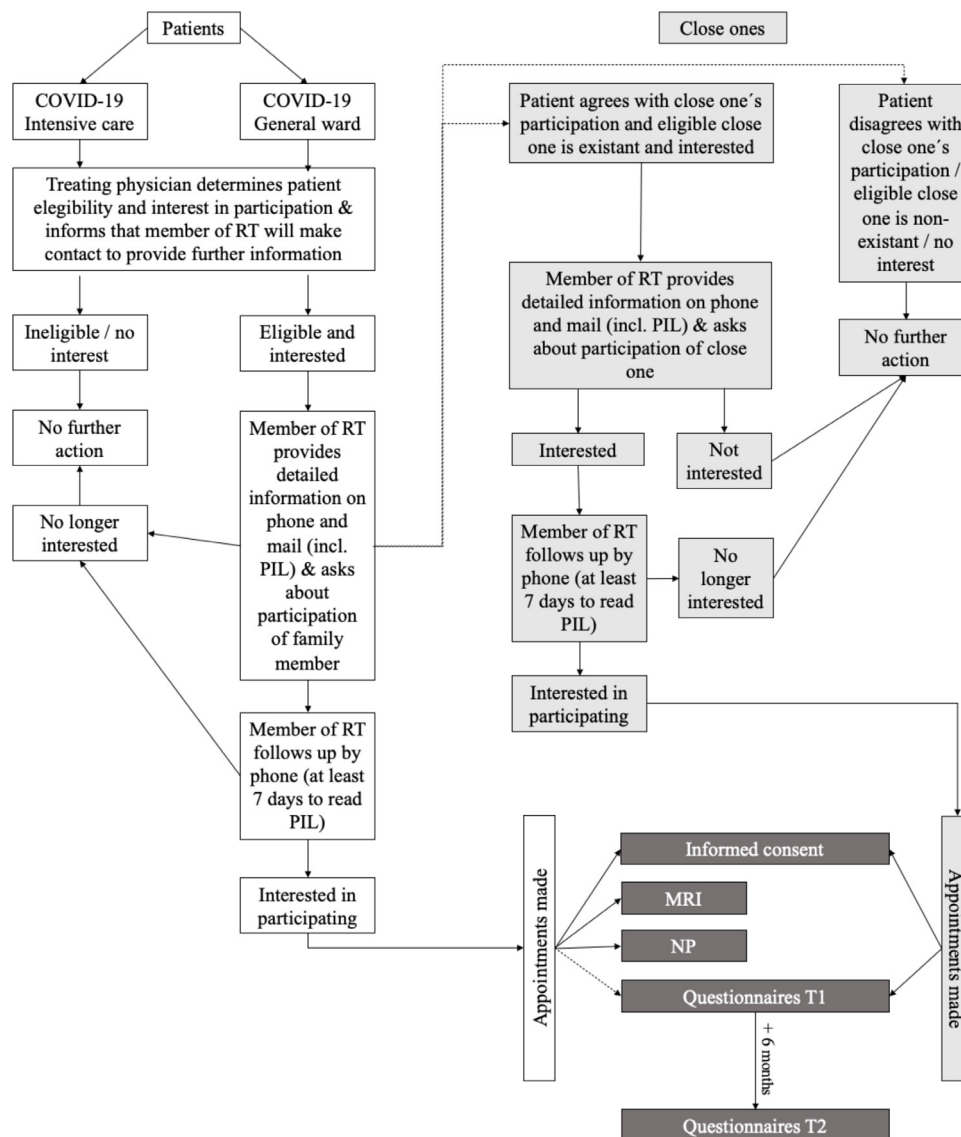 Patients
COVID-19
Intensive care
COVID-19
General ward
Treating physician determines patient
elegibility and interest in participation &
informs that member of RT will make
contact to provide further information
Ineligible / no
interest
Eligible and
interested
No further
action
No longer
interested
Member of RT
provides
detailed
information on
phone and
mail (incl.
PIL) & asks
about
participation
of family
member
Member of RT
follows up by
phone (at least
7 days to read
PIL)
Interested in
participating
Close ones
Patient agrees with close one´s
participation and eligible close
one is existant and interested
Patient
disagrees with
close one´s
participation /
eligible close
one is non-
existant / no
interest
Member of RT provides
detailed information on phone
and mail (incl. PIL) & asks
about participation of close
one
No further
action
Interested
Not
interested
Member of RT
follows up by
phone (at least
7 days to read
PIL)
No
longer
interested
Interested in
participating
Appointments made
Informed consent
MRI
NP
Questionnaires T1
+ 6 months
Questionnaires T2
Appointments made